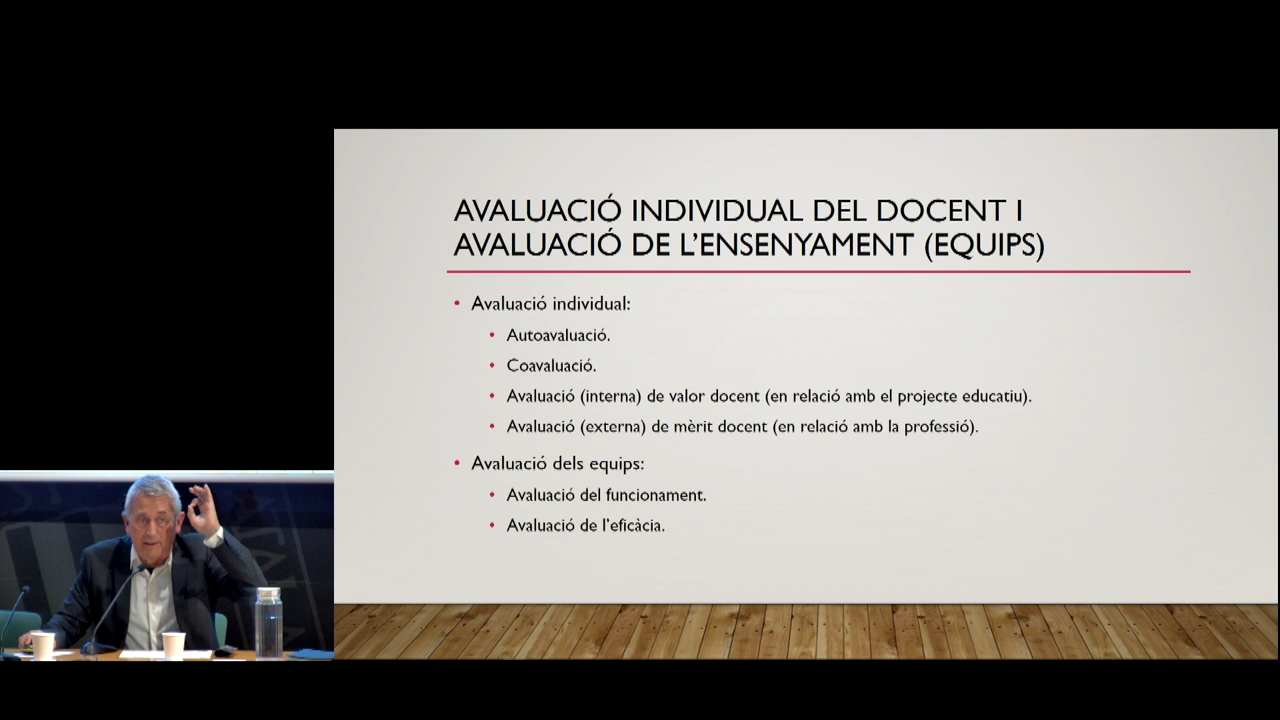 AVALUACIÓ INDIVIDUAL DEL DOCENT I
AVALUACIÓ DE L'ENSENYAMENT (EQUIPS)
• Avaluació individual:
• Autoavaluació.
• Coavaluació.
• Avaluació (interna) de valor docent (en relació amb el projecte educatiu).
• Avaluació (externa) de mèrit docent (en relació amb la professió).
• Avaluació dels equips:
• Avaluació del funcionament.
• Avaluació de l'eficàcia.